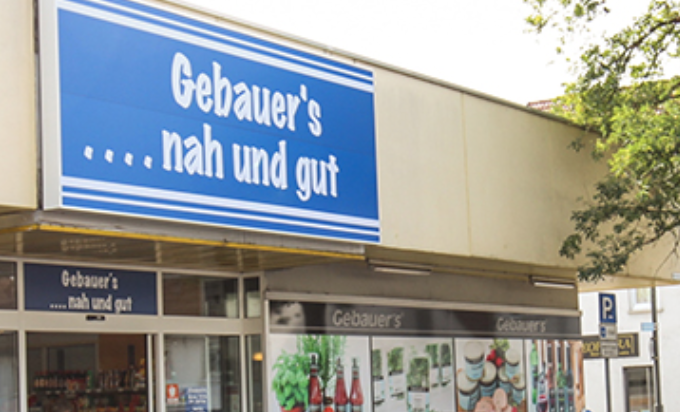 Gebauer's
.... nah und gut
Gebauer's
.... nah und gut
Gebauer's
Gebauer's
P